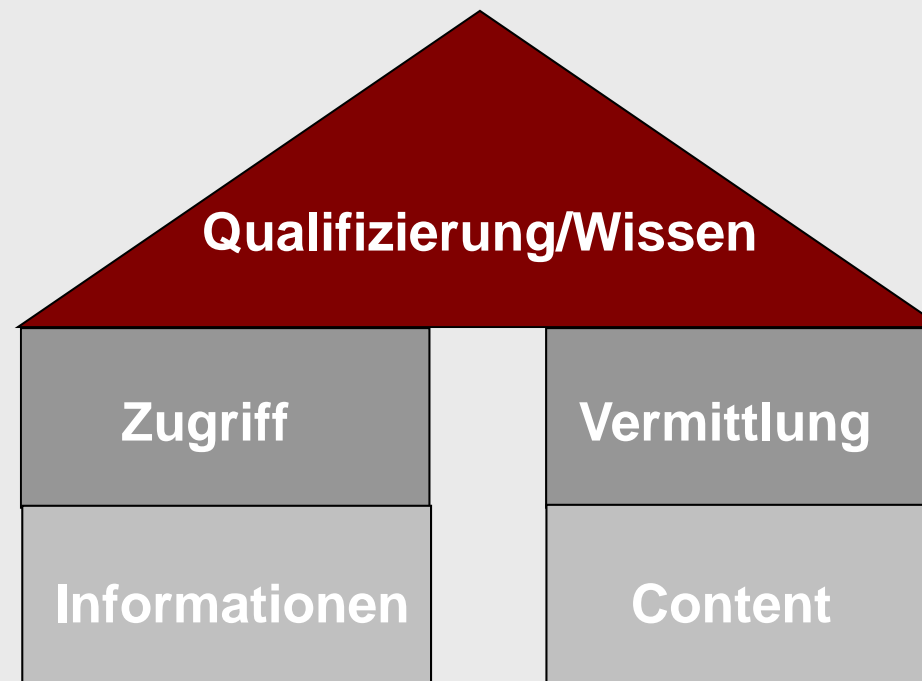 Qualifizierung/Wissen
Zugriff
Vermittlung
Informationen
Content